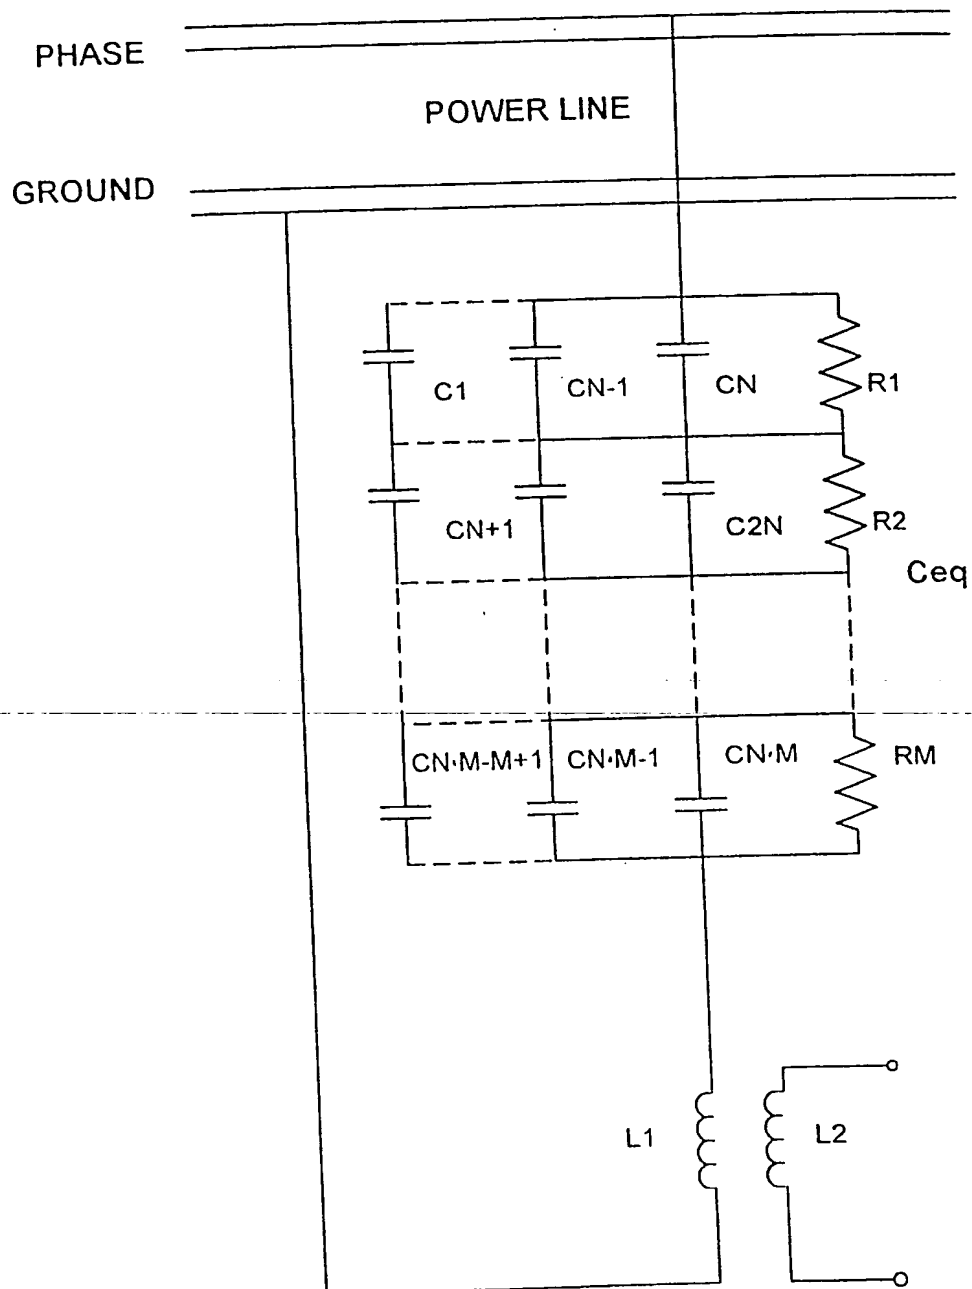 PHASE
POWER LINE
GROUND
C1
CN-1
CN
R1
CN+1
C2N
R2
Ceq
CN·M-M+1
CN·M-1
CN·M
RM
L1
L2